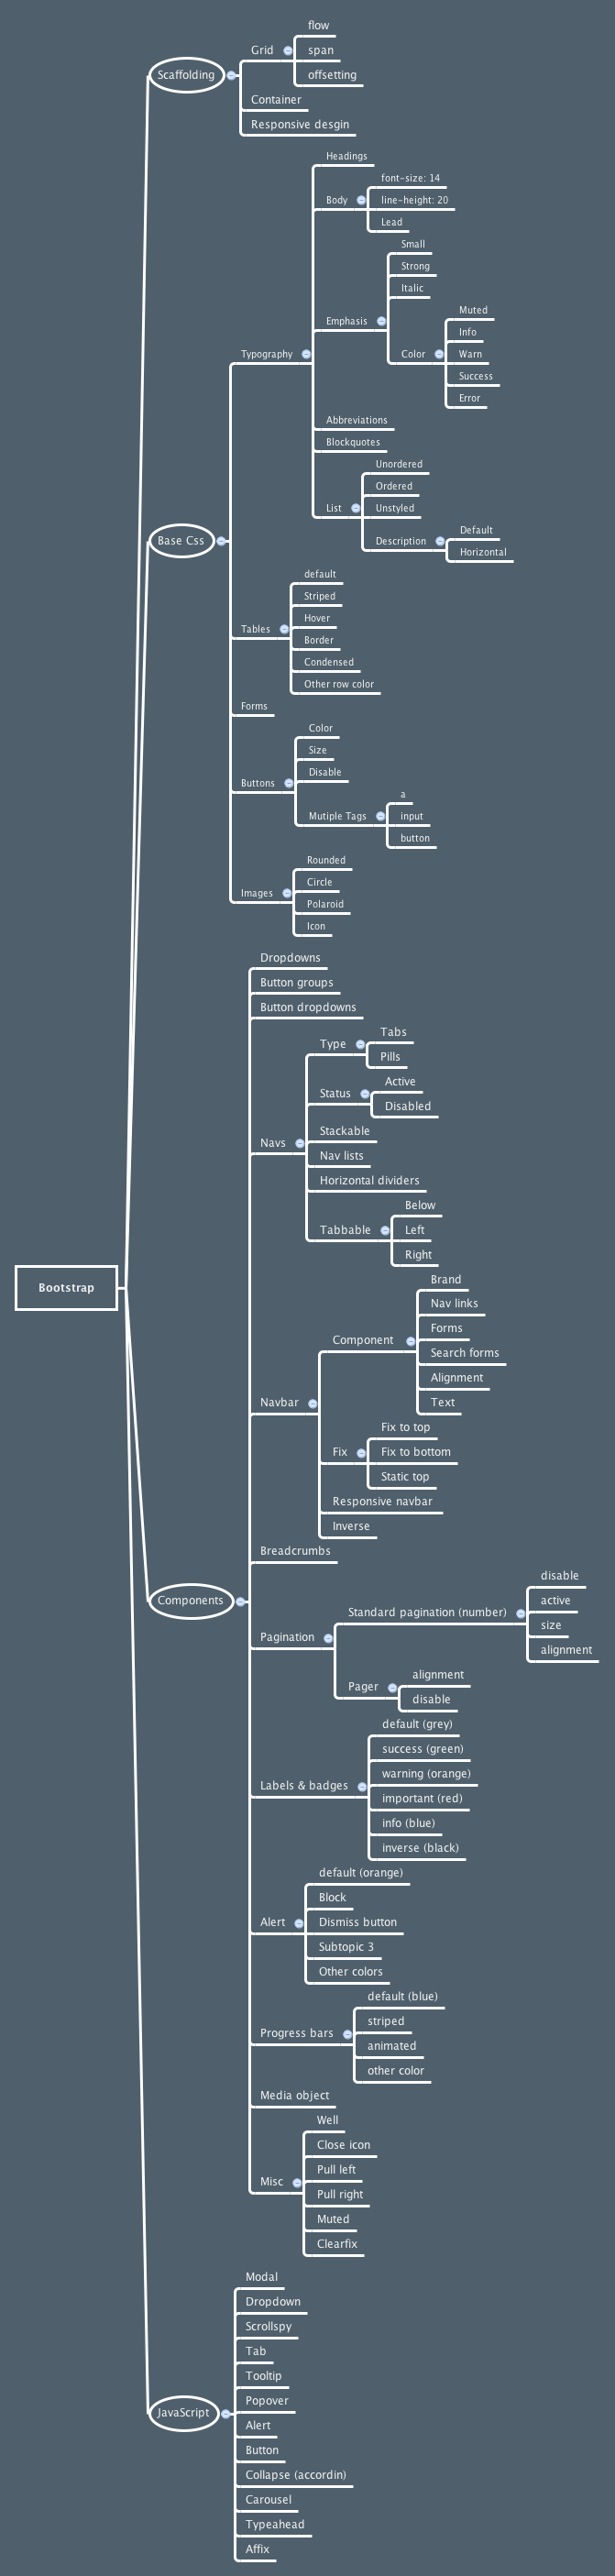 flow
Grid
span
Scaffolding
offsetting
Container
Responsive desgin
Headings
font-size: 14
Body
line-height: 20
Lead
Small
Strong
Italic
Muted
Emphasis
Info
Typography
Color
Warn
Success
Error
Abbreviations
Blockquotes
Unordered
Ordered
List
Unstyled
Default
Base Css
Description
Horizontal
default
Striped
Hover
Tables
Border
Condensed
Other row color
Forms
Color
Size
Disable
Buttons
a
Mutiple Tags
input
button
Rounded
Circle
Images
Polaroid
Icon
Dropdowns
Button groups
Button dropdowns
Tabs
Type
Pills
Active
Status
Disabled
Stackable
Navs
Nav lists
Horizontal dividers
Below
Tabbable
Left
Right
Brand
Bootstrap
Nav links
Forms
Component
Search forms
Alignment
Navbar
Text
Fix to top
Fix
Fix to bottom
Static top
Responsive navbar
Inverse
Breadcrumbs
disable
Components
active
Standard pagination (number)
size
Pagination
alignment
alignment
Pager
disable
default (grey)
success (green)
warning (orange)
Labels & badges
important (red)
info (blue)
inverse (black)
default (orange)
Block
Alert
Dismiss button
Subtopic 3
Other colors
default (blue)
striped
Progress bars
animated
other color
Media object
Well
Close icon
Pull left
Misc
Pull right
Muted
Clearfix
Modal
Dropdown
Scrollspy
Tab
Tooltip
Popover
JavaScript
Alert
Button
Collapse (accordin)
Carousel
Typeahead
Affix